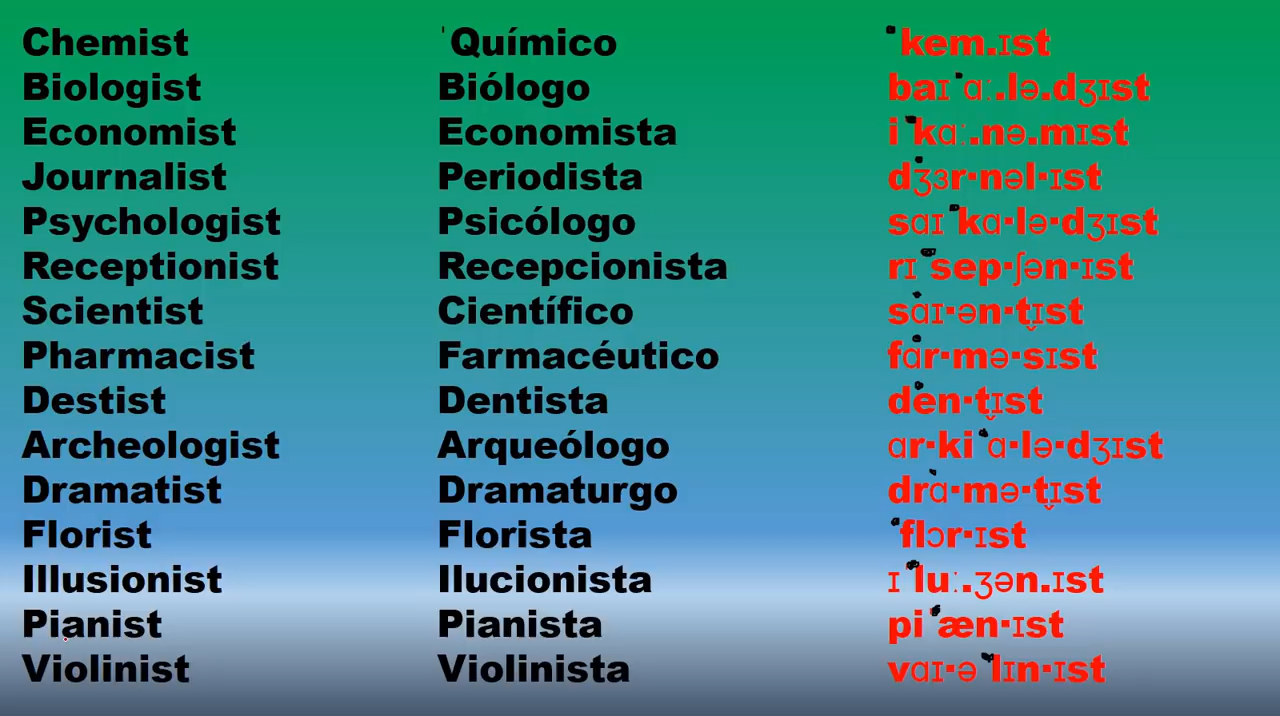 Chemist ˈQuímico ˈkem.ɪst
Biologist Biólogo baɪˈɑː.lə.dʒɪst
Economist Economista iˈkɑː.nə.mɪst
Journalist Periodista dʒɜr·nəl·ɪst
Psychologist Psicólogo sɑɪˈkɑ·lə·dʒɪst
Receptionist Recepcionista rɪˈsep·ʃən·ɪst
Scientist Científico sɑɪ·ən·t̬ɪst
Pharmacist Farmacéutico fɑr·mə·sɪst
Destist Dentista den·t̬ɪst
Archeologist Arqueólogo ɑr·kiˈɑ·lə·dʒɪst
Dramatist Dramaturgo drɑ·mə·t̬ɪst
Florist Florista ˈflɔr·ɪst
Illusionist Ilucionista ɪˈluː.ʒən.ɪst
Pianist Pianista piˈæn·ɪst
Violinist Violinista vɑɪ·əˈlɪn·ɪst